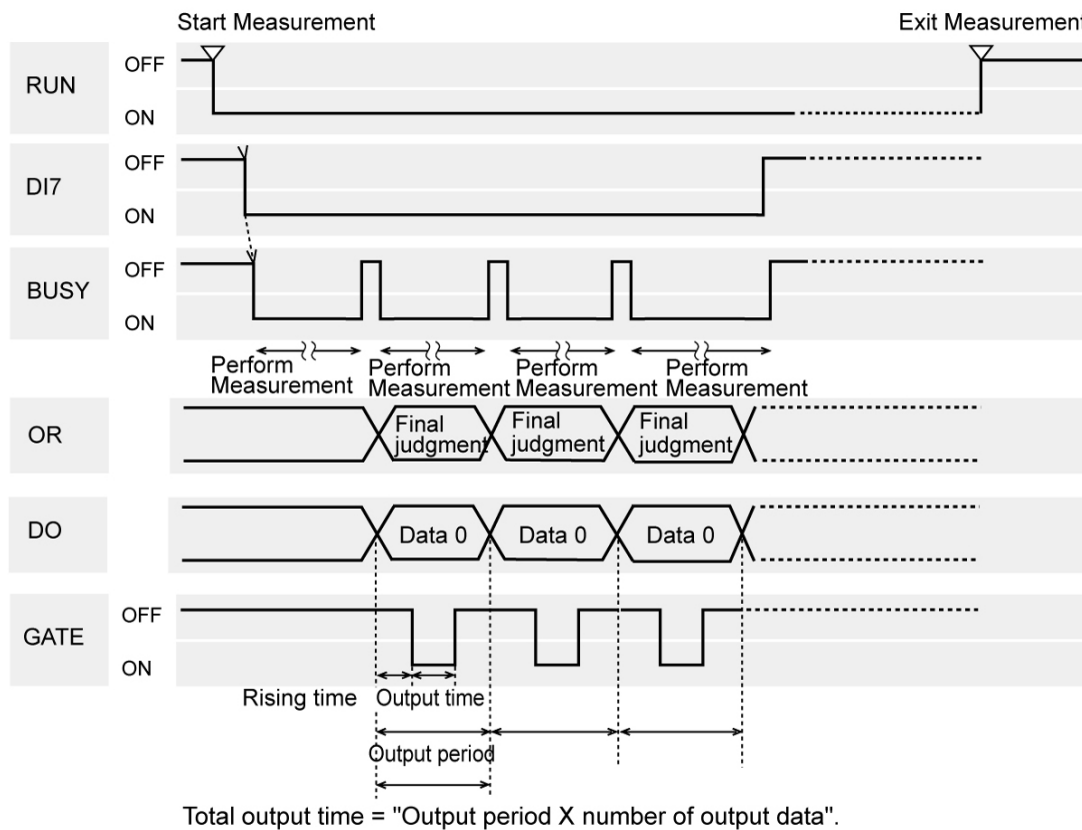 Start Measurement
Exit Measurement
RUN
OFF
ON
DI7
OFF
ON
BUSY
OFF
ON
Perform
Measurement
Perform
Measurement
Perform
Measurement
Perform
Measurement
OR
Final
judgment
Final
judgment
Final
judgment
DO
Data 0
Data 0
Data 0
GATE
OFF
ON
Rising time
Output time
Output period
Total output time = "Output period X number of output data".